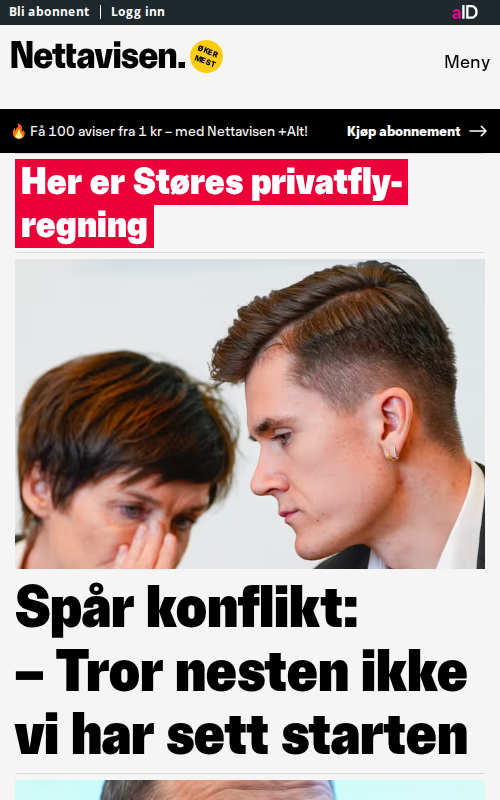 Bli abonnent
Logg inn
aID
Nettavisen.
ØKER
MEST
Meny
Få 100 aviser fra 1 kr – med Nettavisen +Alt!
Kjøp abonnement
Her er Støres privatfly-
regning
Spår konflikt:
– Tror nesten ikke
vi har sett starten